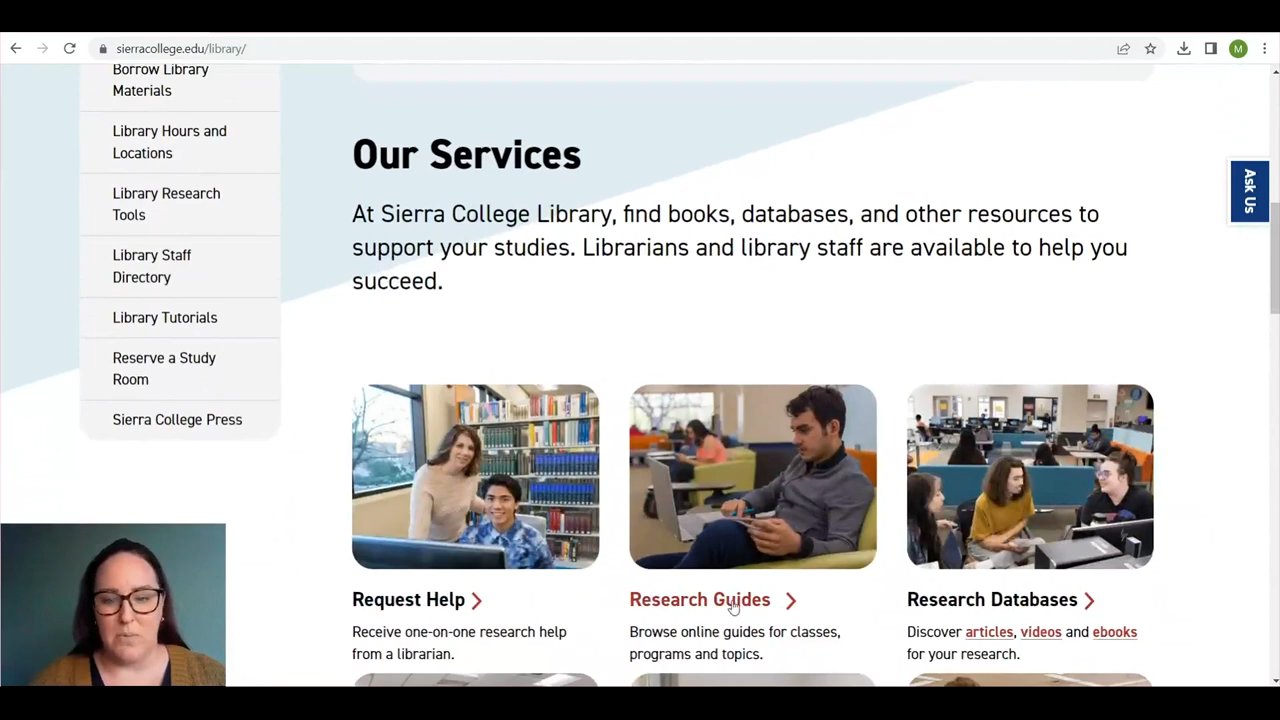 sierracollege.edu/library/
M
Borrow Library
Materials
Library Hours and
Locations
Library Research
Tools
Library Staff
Directory
Library Tutorials
Reserve a Study
Room
Sierra College Press
Our Services
At Sierra College Library, find books, databases, and other resources to
support your studies. Librarians and library staff are available to help you
succeed.
Ask Us
Request Help
Receive one-on-one research help
from a librarian.
Research Guides
Browse online guides for classes,
programs and topics.
Research Databases
Discover articles, videos and ebooks
for your research.